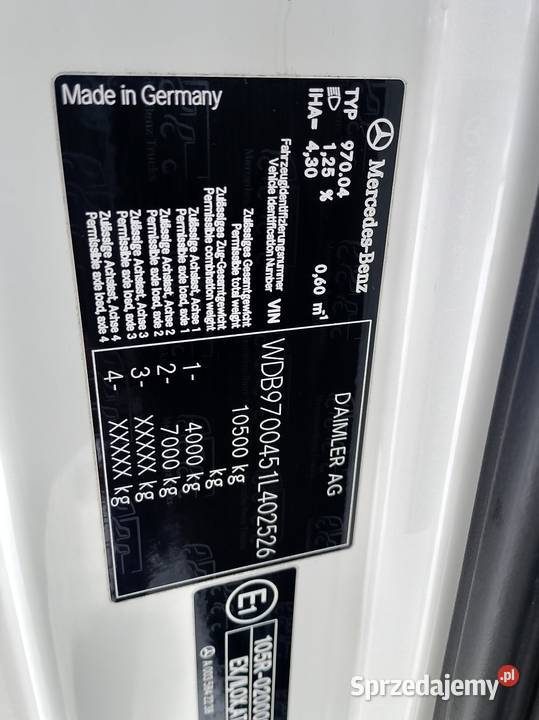 Mercedes-Benz
DAIMLER AG
TYP 970.04
1,25 % 0,60 m⁻¹
IHA= 4,30
Fahrzeugidentifizierungsnummer
Vehicle Identification Number VIN WDB9700451L402526
Zulässiges Gesamtgewicht
Permissible total weight 10500 kg
Zulässiges Zug-Gesamtgewicht
Permissible combination weight kg
Zulässige Achslast, Achse 1
Permissible axle load, axle 1 1- 4000 kg
Zulässige Achslast, Achse 2
Permissible axle load, axle 2 2- 7000 kg
Zulässige Achslast, Achse 3
Permissible axle load, axle 3 3- XXXXX kg
Zulässige Achslast, Achse 4
Permissible axle load, axle 4 4- XXXXX kg
Made in Germany
E1
Sprzedajemy.pl